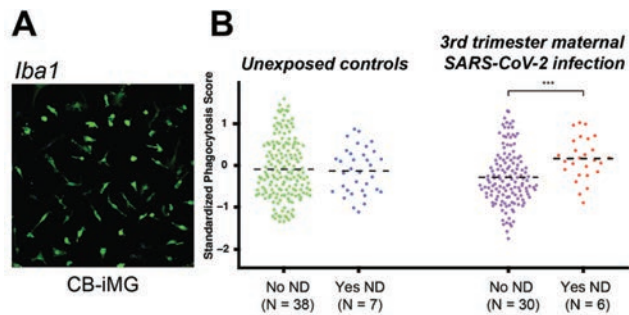 A
Iba1
CB-iMG
B
Unexposed controls
3rd trimester maternal
SARS-CoV-2 infection
***
Standardized Phagocytosis Score
1
0
−1
−2
No ND
(N = 38)
Yes ND
(N = 7)
No ND
(N = 30)
Yes ND
(N = 6)